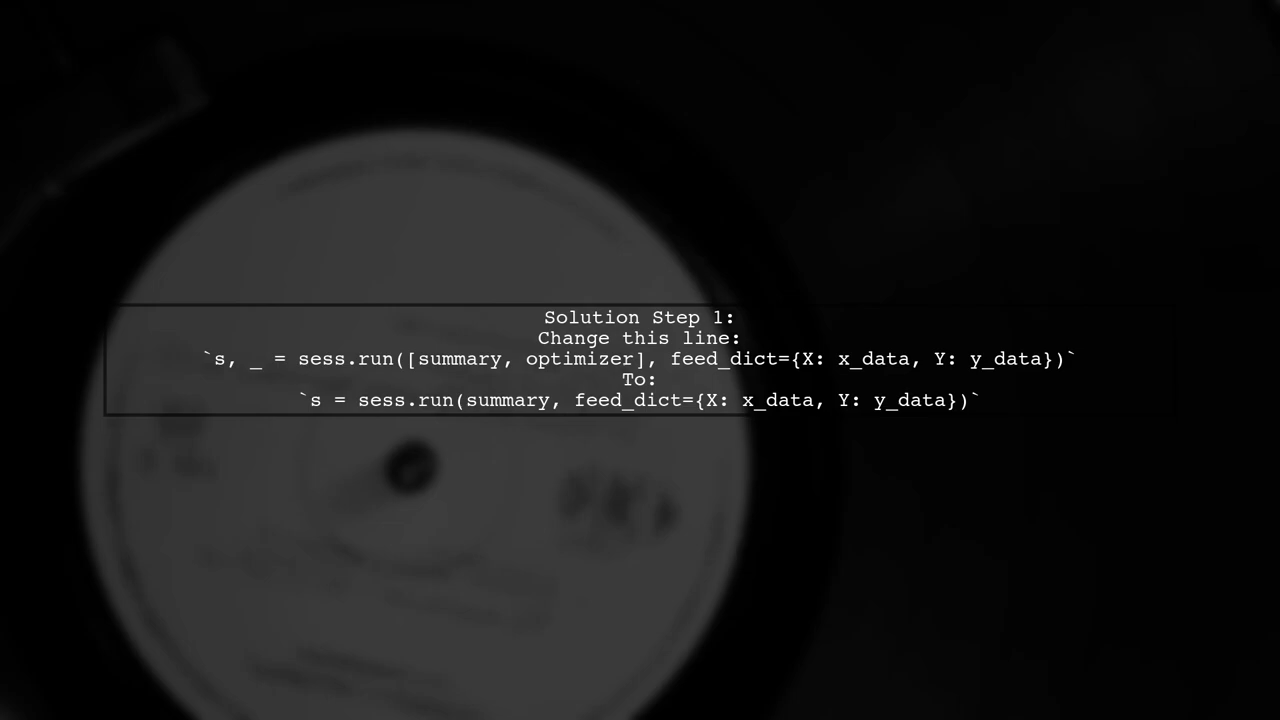 Solution Step 1:
Change this line:
`s, _ = sess.run([summary, optimizer], feed_dict={X: x_data, Y: y_data})`
To:
`s = sess.run(summary, feed_dict={X: x_data, Y: y_data})`